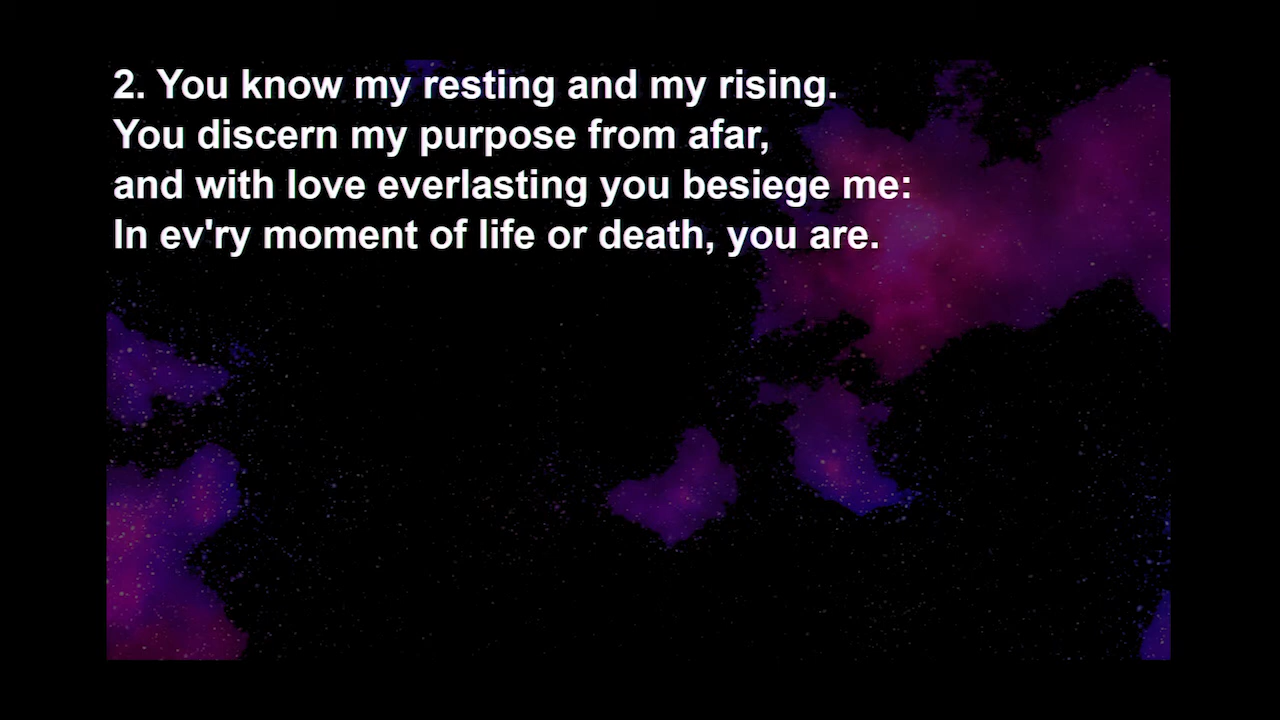 2. You know my resting and my rising.
You discern my purpose from afar,
and with love everlasting you besiege me:
In ev'ry moment of life or death, you are.